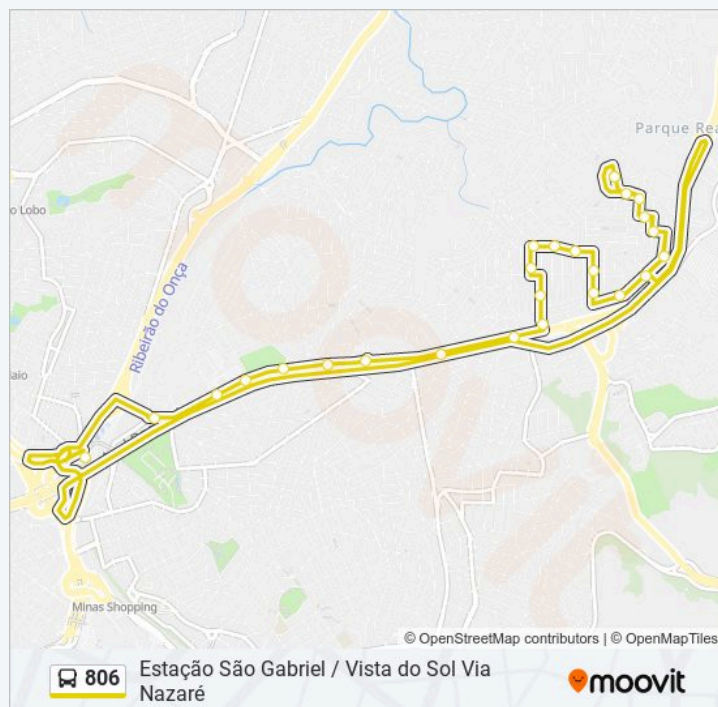 Parque Rea
o Lobo
Ribeirão do Onça
aio
Minas Shopping
© OpenStreetMap contributors | © OpenMapTiles
806
Estação São Gabriel / Vista do Sol Via
Nazaré
moovit